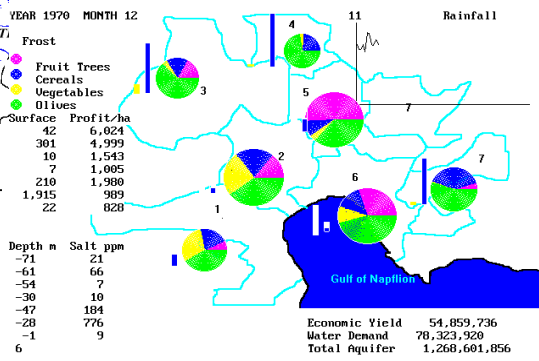 YEAR 1970 MONTH 12
Frost
Fruit Trees
Cereals
Vegetables
Olives
Surface Profit/ha
42 6,024
301 4,999
10 1,543
7 1,005
210 1,980
1,915 989
22 828
Depth m Salt ppm
-71 21
-61 66
-54 7
-30 10
-47 184
-28 776
-1 9
6
3
4
11
Rainfall
5
7
2
7
6
1
Gulf of Napflion
Economic Yield 54,859,736
Water Demand 78,323,920
Total Aquifer 1,268,601,856